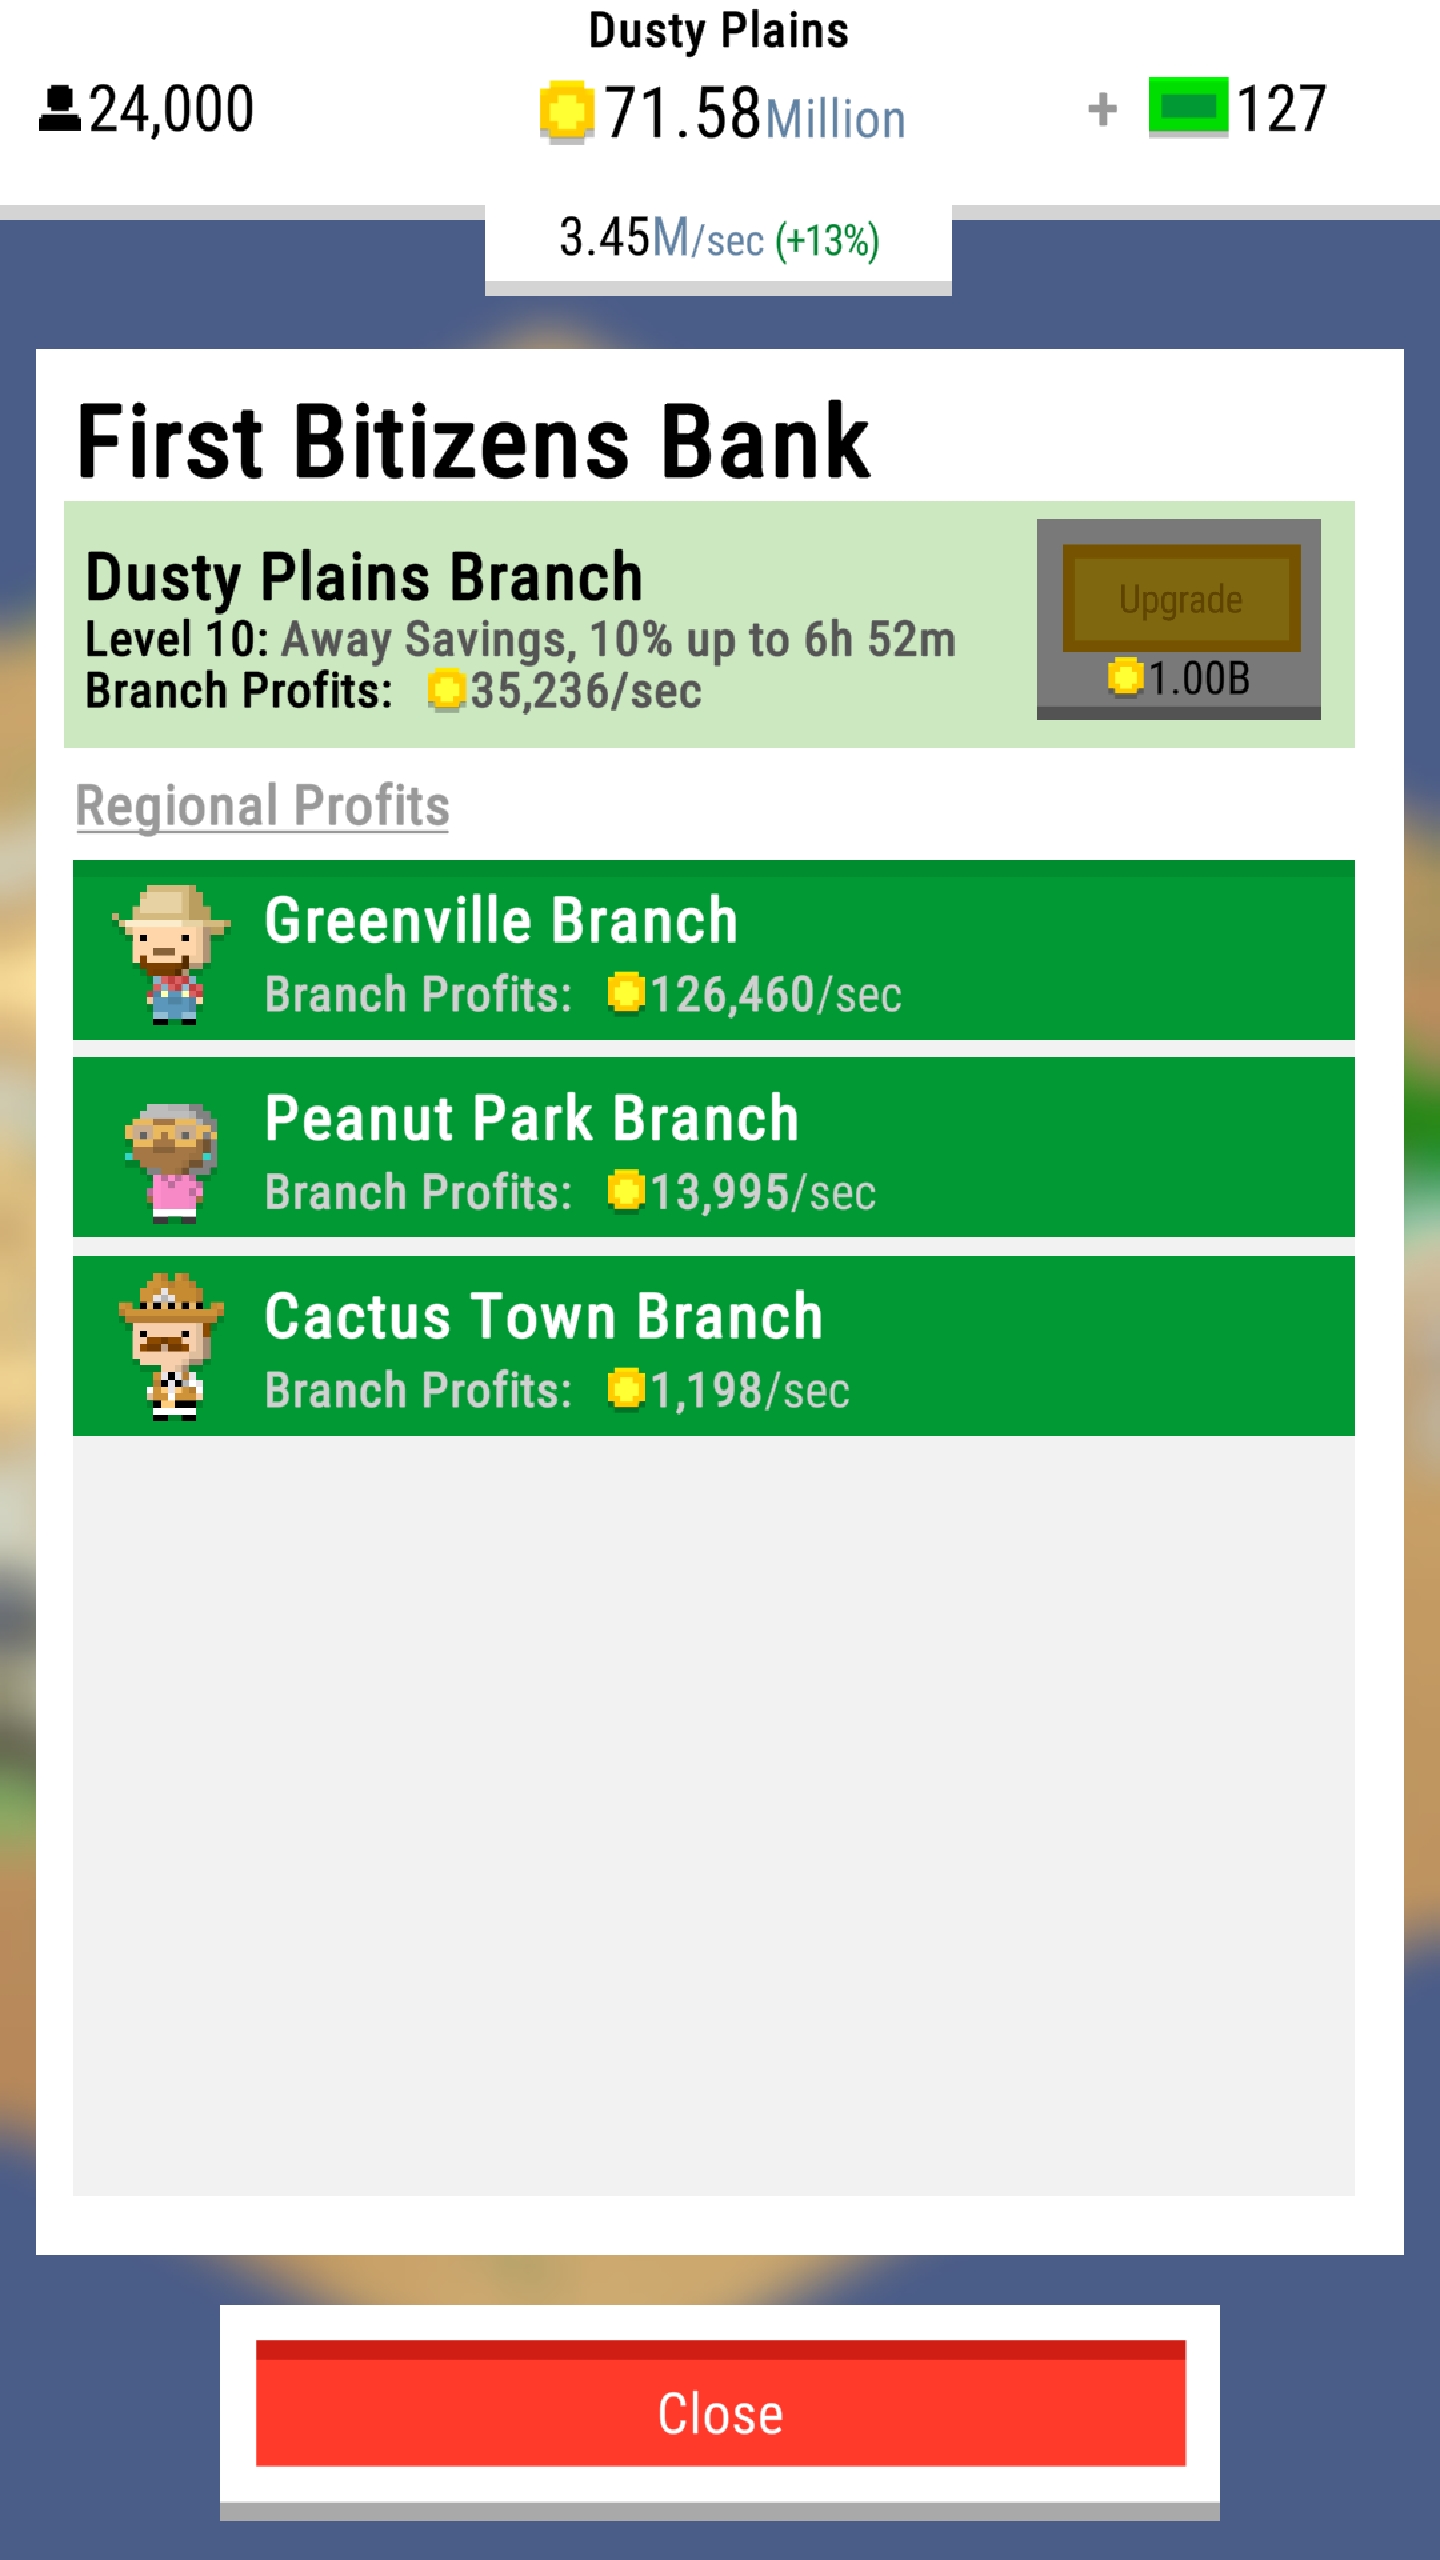 Dusty Plains
24,000
71.58Million
+ 127
3.45M/sec (+13%)
First Bitizens Bank
Dusty Plains Branch
Level 10: Away Savings, 10% up to 6h 52m
Branch Profits: 35,236/sec
Upgrade
1.00B
Regional Profits
Greenville Branch
Branch Profits: 126,460/sec
Peanut Park Branch
Branch Profits: 13,995/sec
Cactus Town Branch
Branch Profits: 1,198/sec
Close